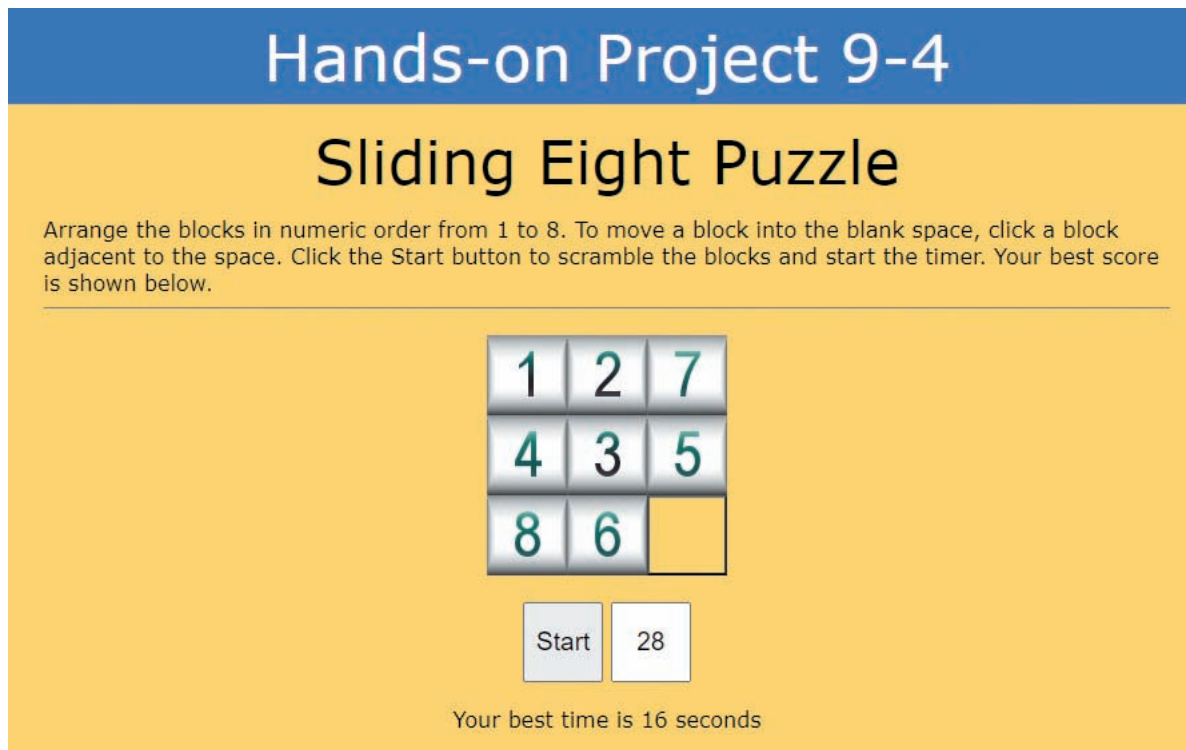 Hands-on Project 9-4
Sliding Eight Puzzle
Arrange the blocks in numeric order from 1 to 8. To move a block into the blank space, click a block
adjacent to the space. Click the Start button to scramble the blocks and start the timer. Your best score
is shown below.
1 2 7
4 3 5
8 6
Start 28
Your best time is 16 seconds